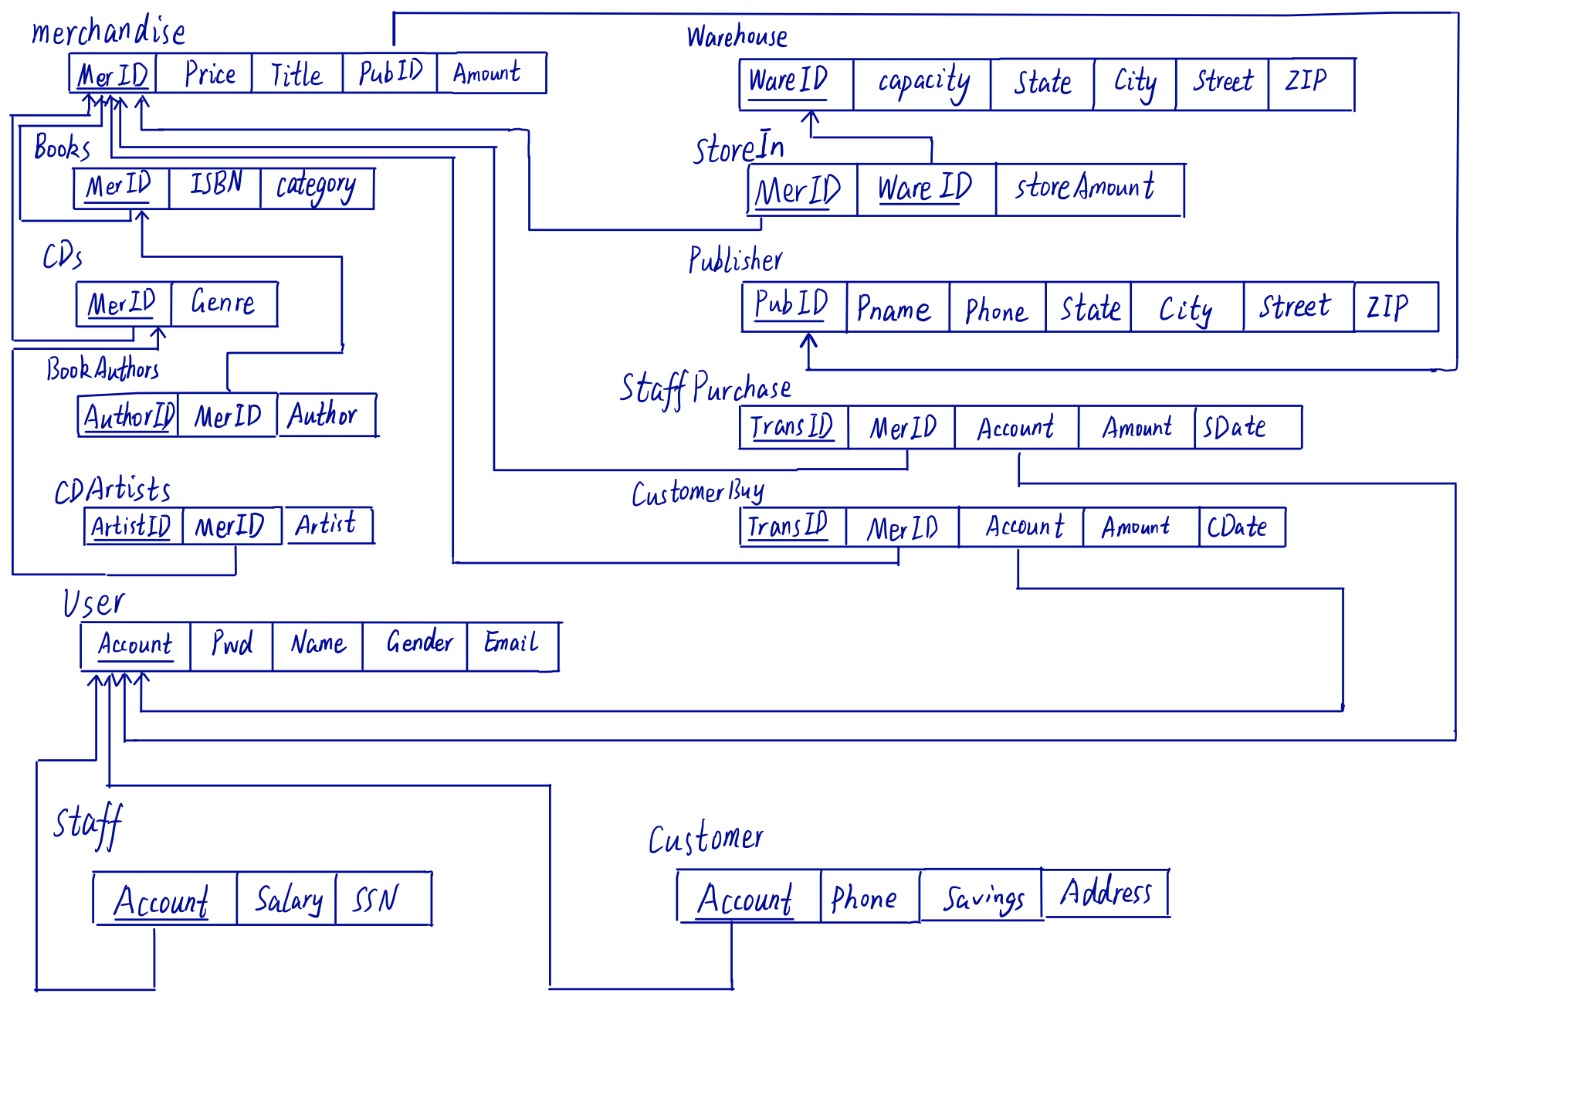 merchandise
MerID Price Title PubID Amount
Books
MerID ISBN category
CDs
MerID Genre
BookAuthors
AuthorID MerID Author
CDArtists
ArtistID MerID Artist
User
Account Pwd Name Gender Email
Staff
Account Salary SSN
Warehouse
WareID capacity State City Street ZIP
StoreIn
MerID WareID storeAmount
Publisher
PubID Pname Phone State City Street ZIP
StaffPurchase
TransID MerID Account Amount SDate
CustomerBuy
TransID MerID Account Amount CDate
Customer
Account Phone Savings Address